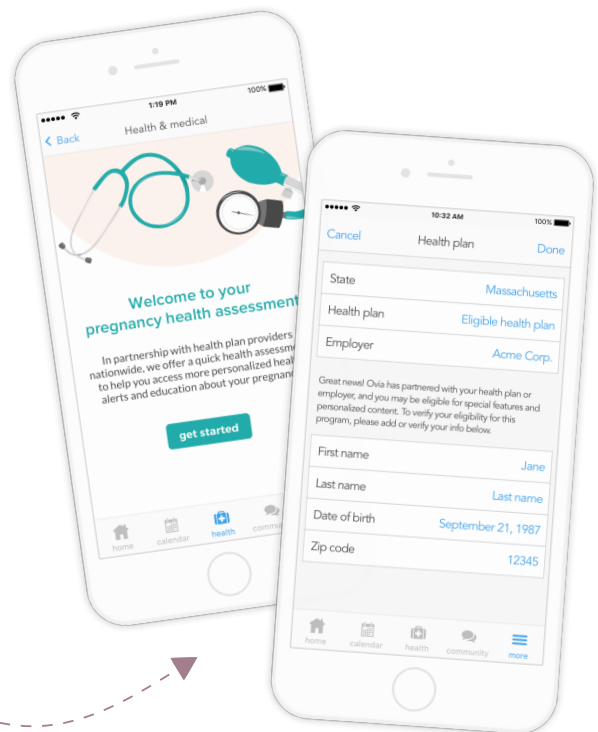 1:19 PM
100%
Back
Health & medical
Welcome to your
pregnancy health assessment
In partnership with health plan providers
nationwide, we offer a quick health
to help you access more personalized
alerts and education about your
get started
home
calendar
health
10:32 AM
100%
Cancel
Health plan
Done
State
Massachusetts
Health plan
Eligible health plan
Employer
Acme Corp.
Great news! Ovia has partnered with your health plan or
employer, and you may be eligible for special features and
personalized content. To verify your eligibility for this
program, please add or verify your info below.
First name
Jane
Last name
Last name
Date of birth
September 21, 1987
Zip code
12345
home
calendar
health
community
more